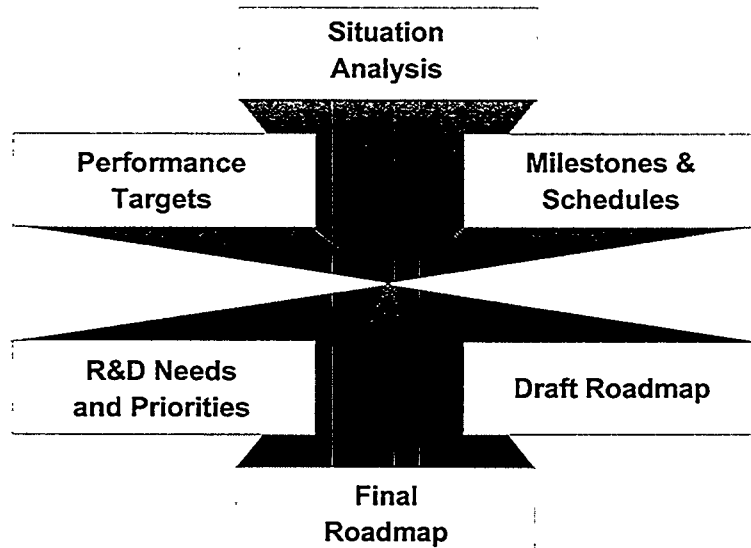 Situation
Analysis
Performance
Targets
Milestones &
Schedules
R&D Needs
and Priorities
Draft Roadmap
Final
Roadmap